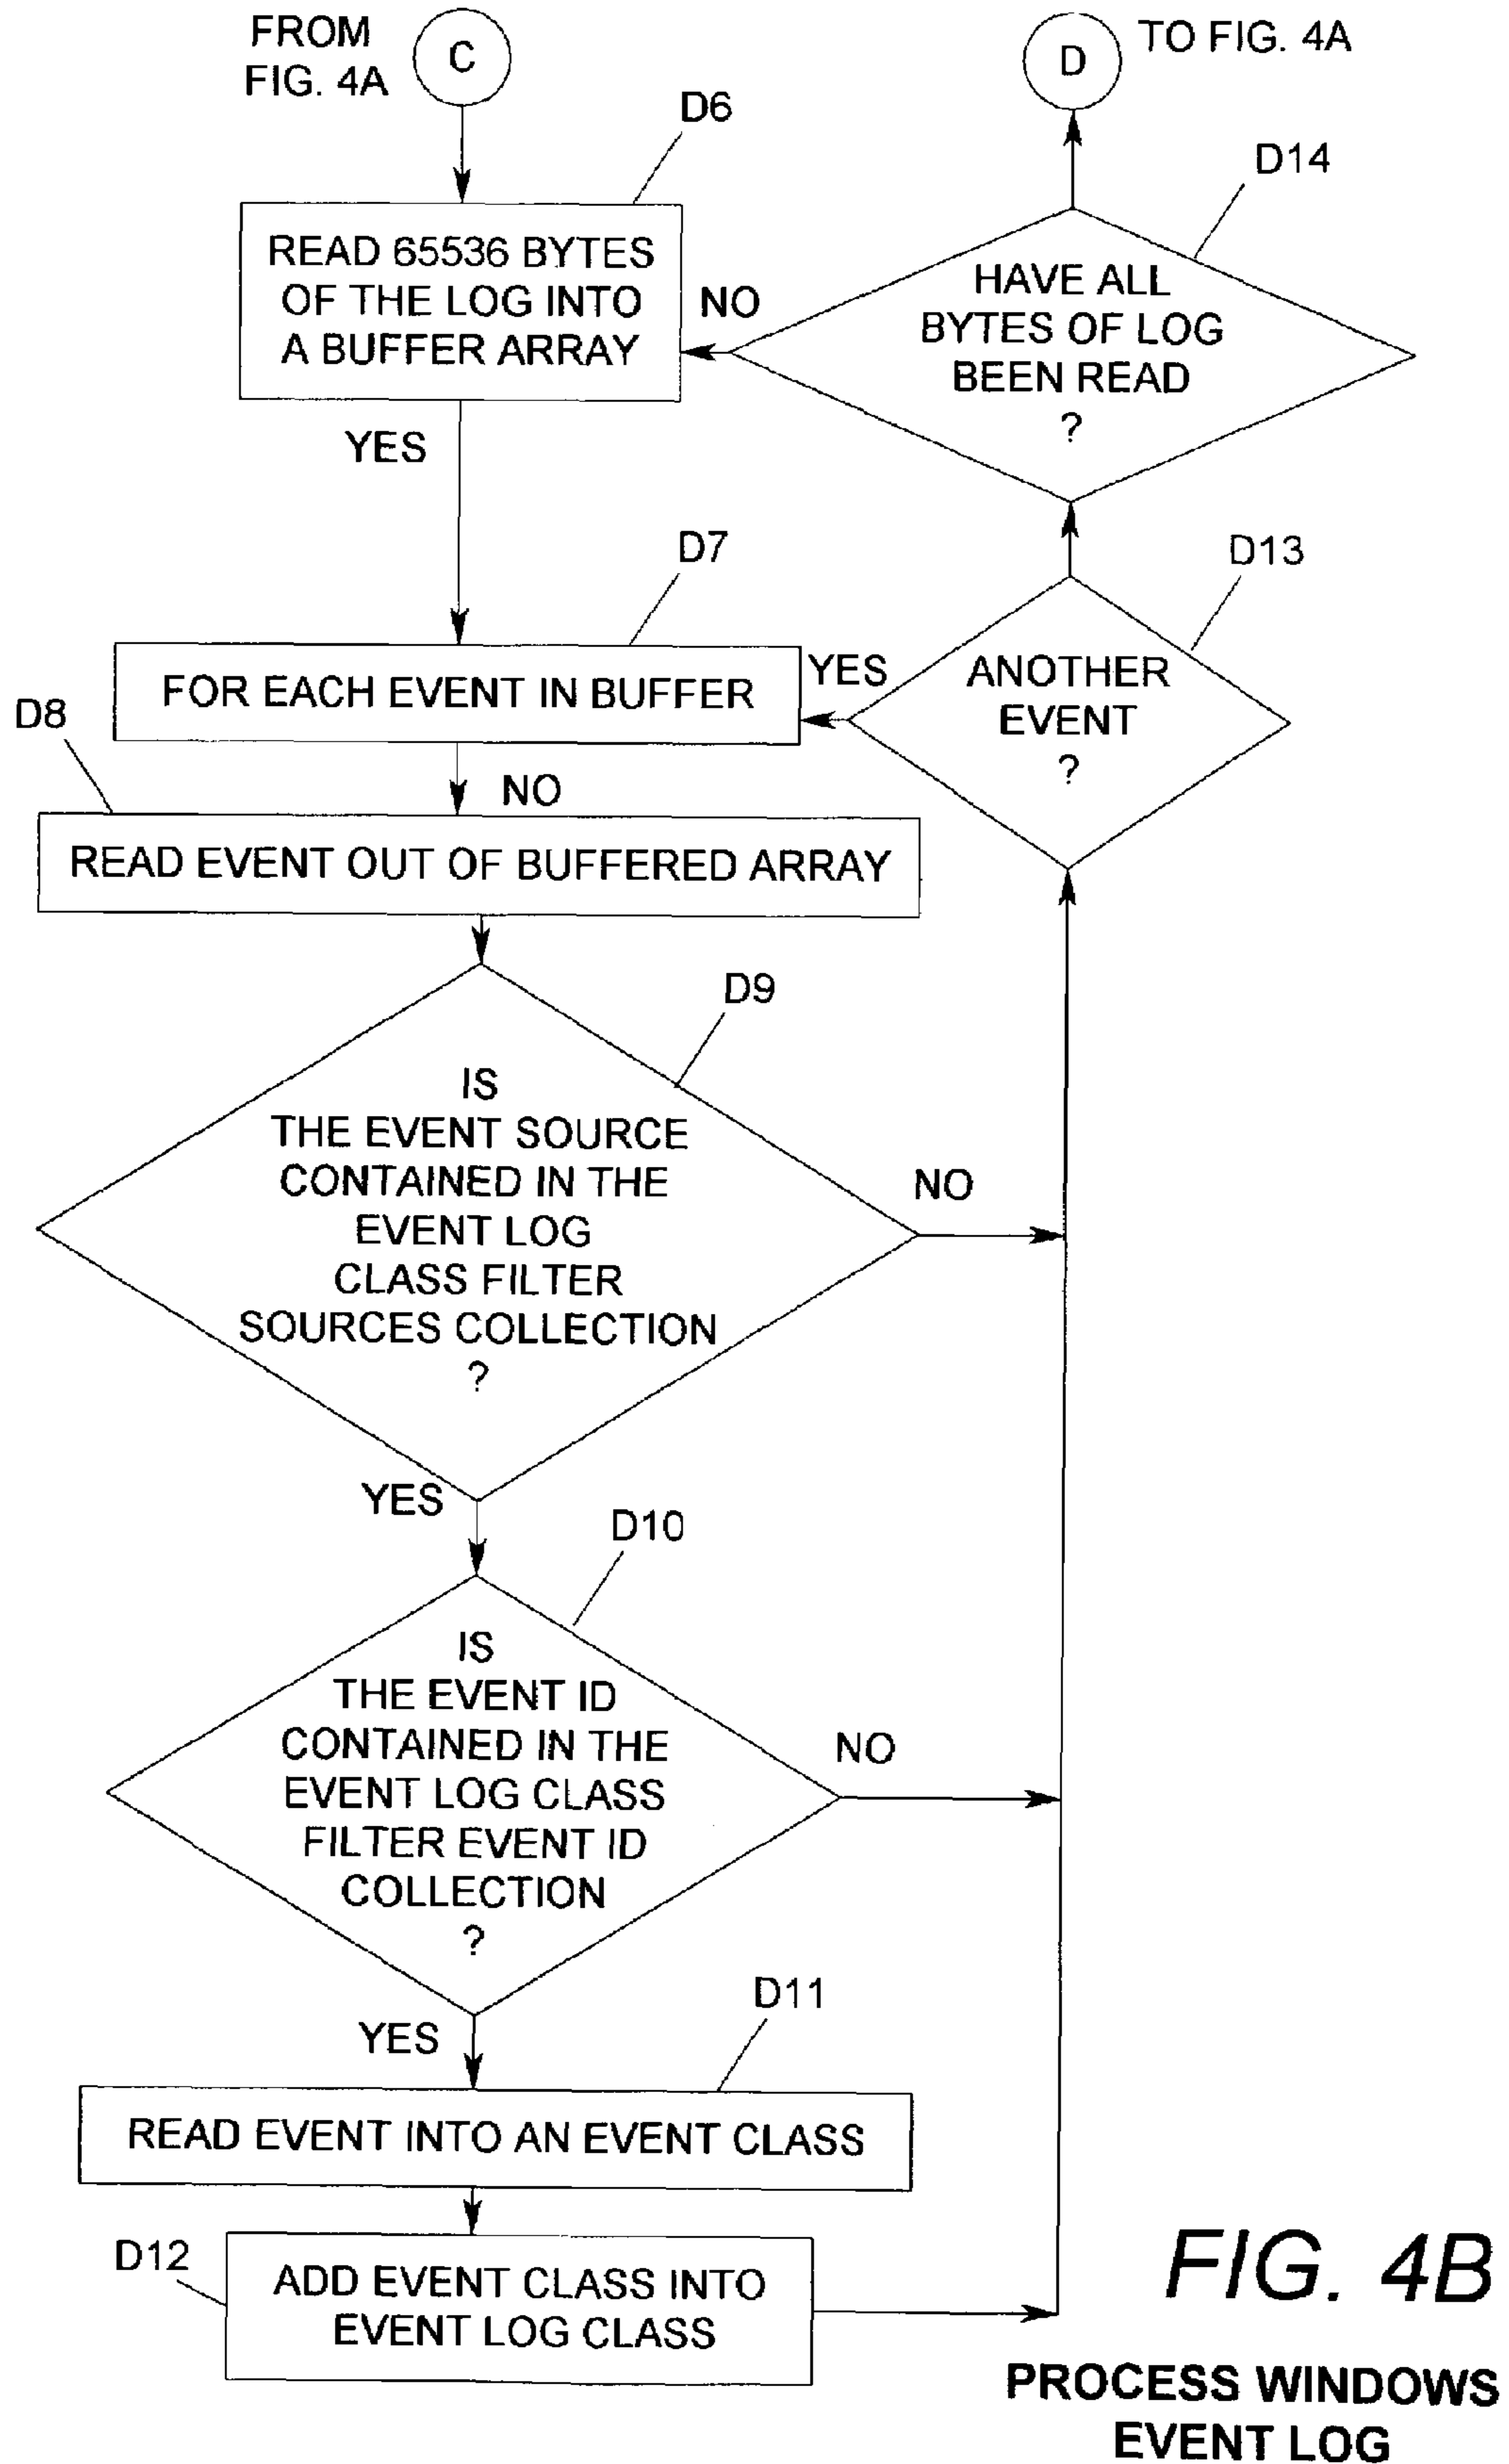 FROM
FIG. 4A
C
D
TO FIG. 4A
D6
READ 65536 BYTES
OF THE LOG INTO
A BUFFER ARRAY
NO
D14
HAVE ALL
BYTES OF LOG
BEEN READ
?
YES
D7
FOR EACH EVENT IN BUFFER
YES
D13
ANOTHER
EVENT
?
D8
NO
READ EVENT OUT OF BUFFERED ARRAY
D9
IS
THE EVENT SOURCE
CONTAINED IN THE
EVENT LOG
CLASS FILTER
SOURCES COLLECTION
?
NO
YES
D10
IS
THE EVENT ID
CONTAINED IN THE
EVENT LOG CLASS
FILTER EVENT ID
COLLECTION
?
NO
YES
D11
READ EVENT INTO AN EVENT CLASS
D12
ADD EVENT CLASS INTO
EVENT LOG CLASS
FIG. 4B
PROCESS WINDOWS
EVENT LOG